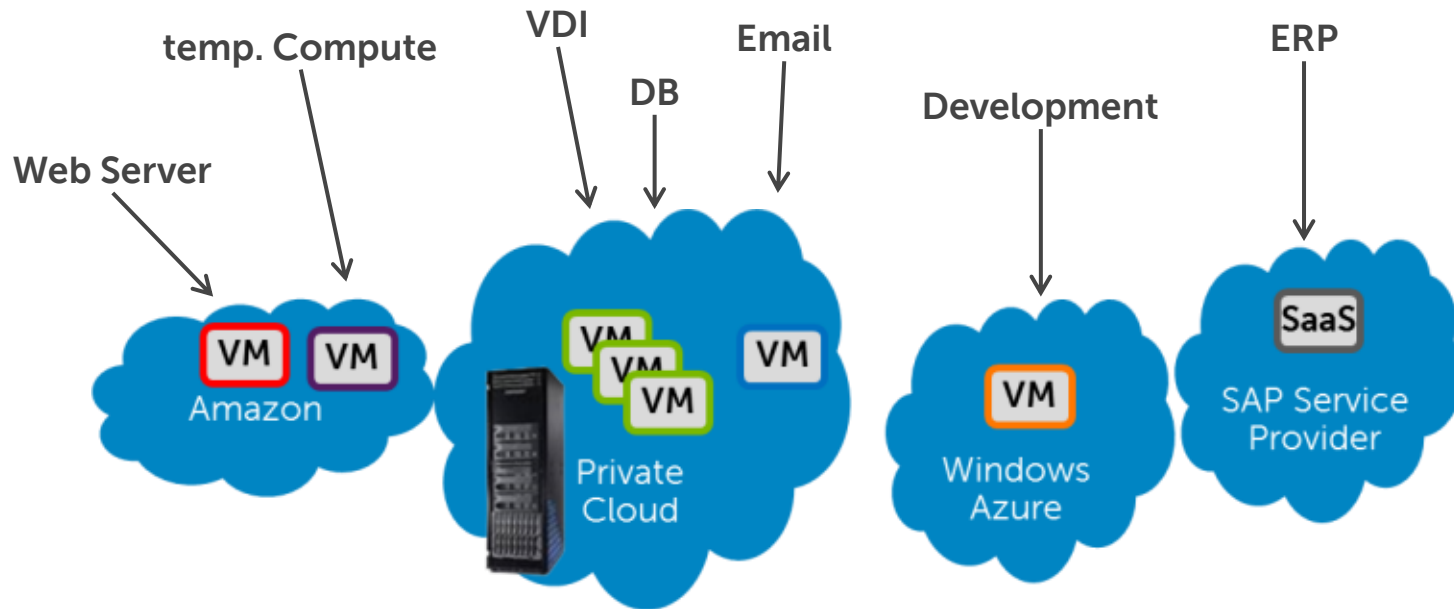 VDI
Email
ERP
temp. Compute
DB
Development
Web Server
VM
VM
Amazon
VM
VM
VM
VM
Private
Cloud
VM
Windows
Azure
SaaS
SAP Service
Provider